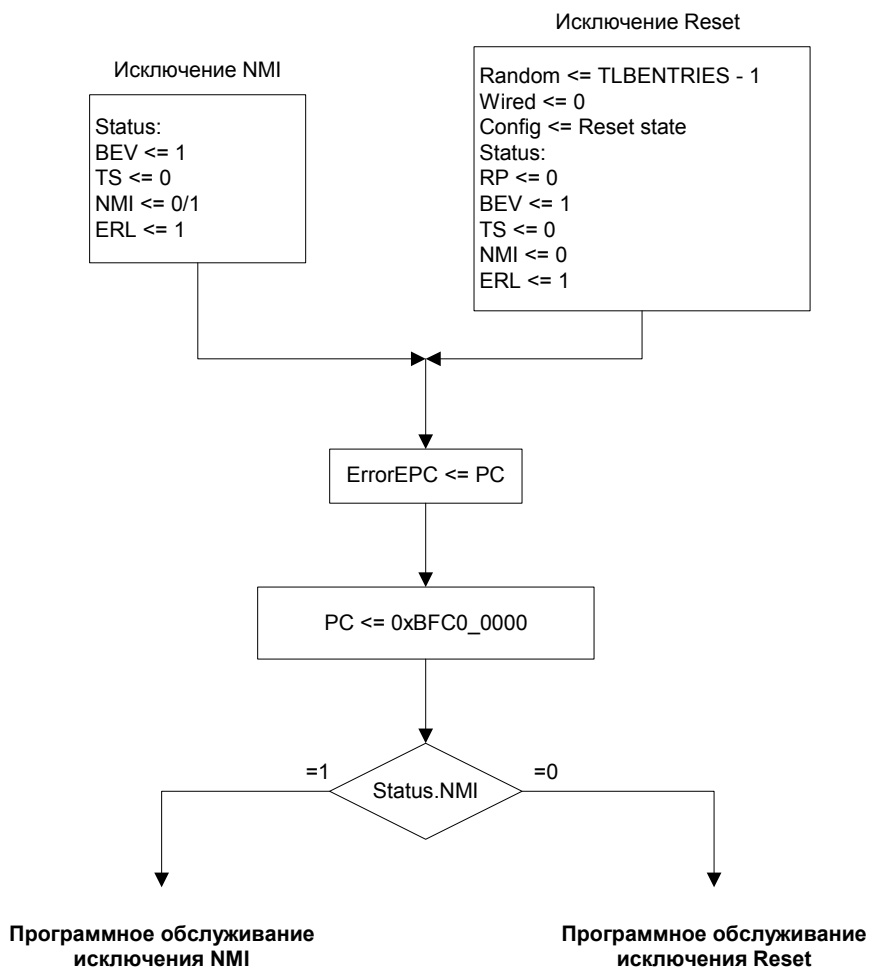 Исключение NMI
Status:
BEV <= 1
TS <= 0
NMI <= 0/1
ERL <= 1
Исключение Reset
Random <= TLBENTRIES - 1
Wired <= 0
Config <= Reset state
Status:
RP <= 0
BEV <= 1
TS <= 0
NMI <= 0
ERL <= 1
ErrorEPC <= PC
PC <= 0xBFC0_0000
=1
Status.NMI
=0
Программное обслуживание
исключения NMI
Программное обслуживание
исключения Reset